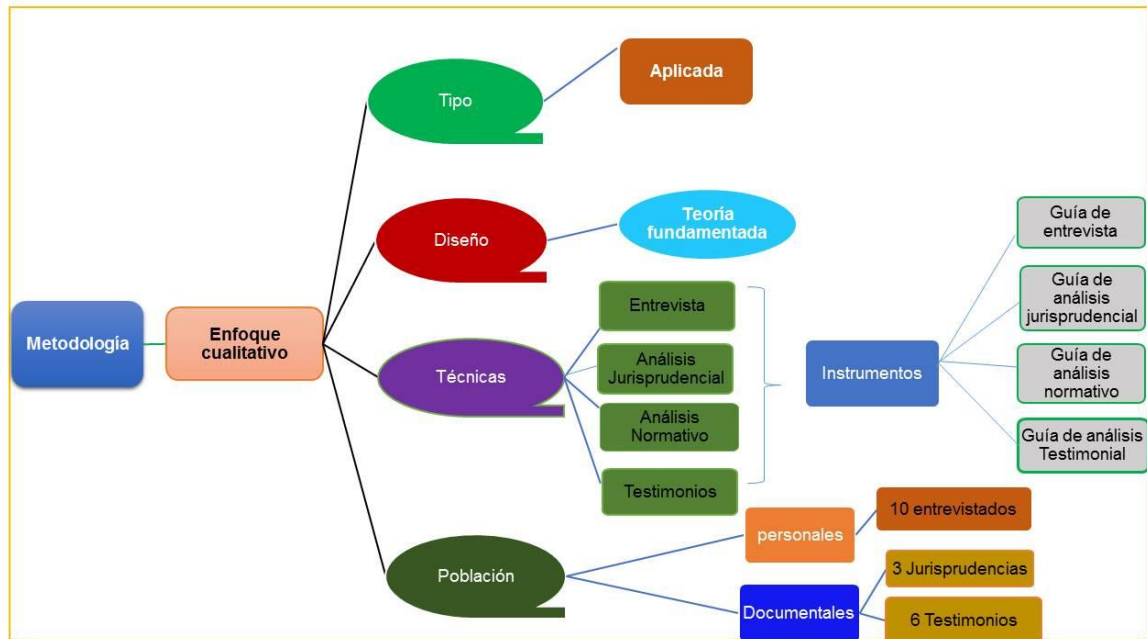 Metodología
Enfoque
cualitativo
Tipo
Aplicada
Diseño
Teoría
fundamentada
Técnicas
Entrevista
Análisis
Jurisprudencial
Análisis
Normativo
Testimonios
Instrumentos
Guía de
entrevista
Guía de
análisis
jurisprudencial
Guía de
análisis
normativo
Guía de análisis
Testimonial
Población
personales
10 entrevistados
Documentales
3 Jurisprudencias
6 Testimonios